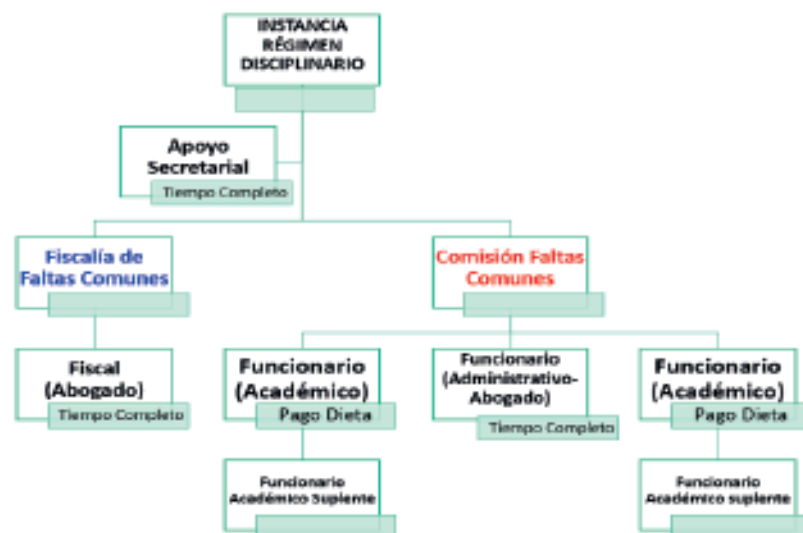 INSTANCIA
RÉGIMEN
DISCIPLINARIO
Apoyo
Secretarial
Tiempo Completo
Fiscalía de
Faltas Comunes
Comisión Faltas
Comunes
Fiscal
(Abogado)
Tiempo Completo
Funcionario
(Académico)
Pago Dieta
Funcionario
(Administrativo-
Abogado)
Tiempo Completo
Funcionario
(Académico)
Pago Dieta
Funcionario
Académico Suplente
Funcionario
Académico suplente